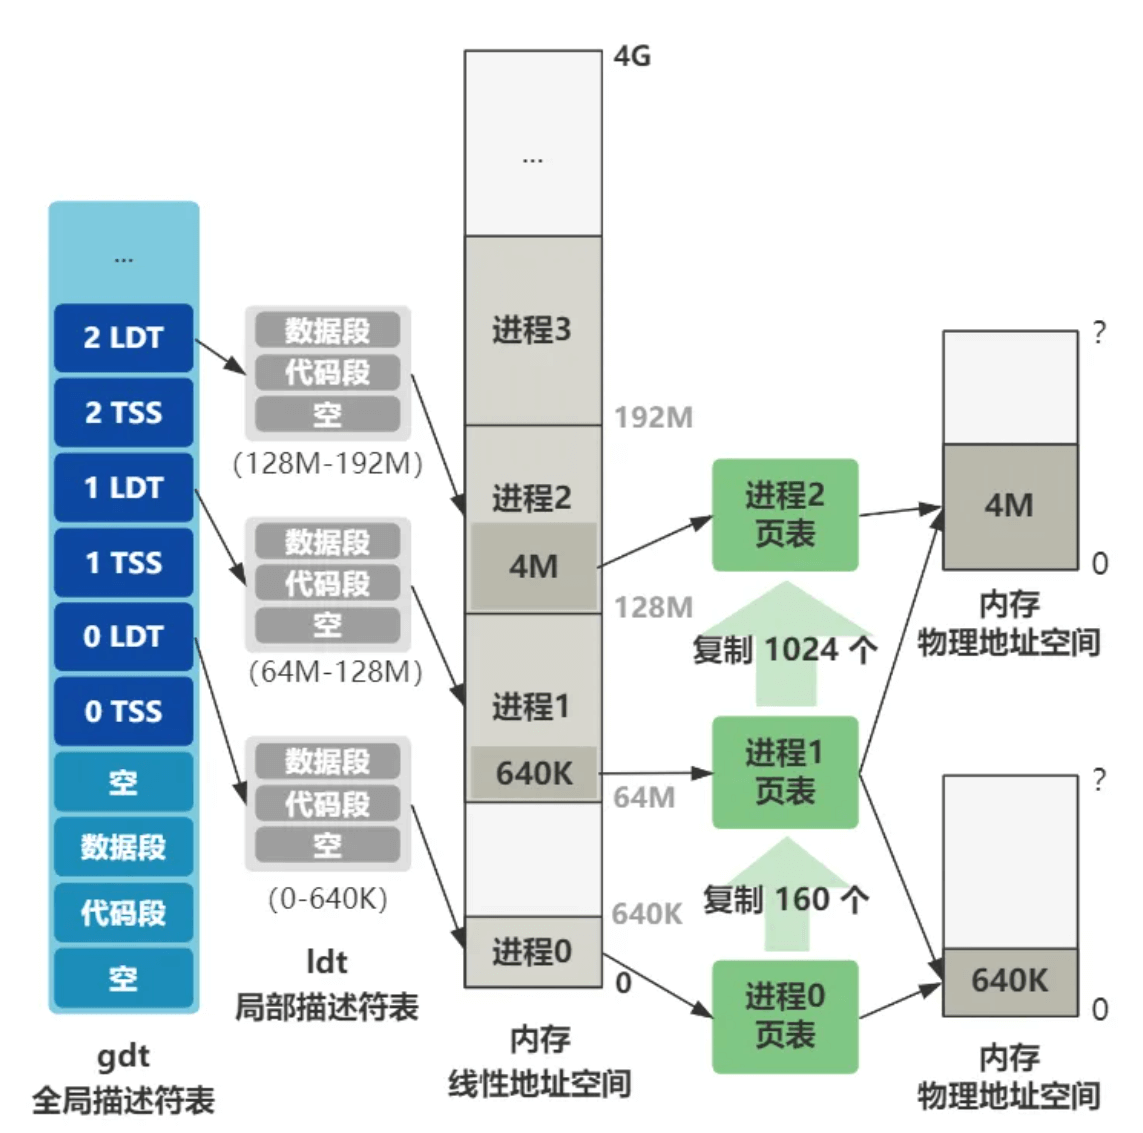 ...
2 LDT
2 TSS
1 LDT
1 TSS
0 LDT
0 TSS
空
数据段
代码段
空
gdt
全局描述符表
数据段
代码段
空
(128M-192M)
数据段
代码段
空
(64M-128M)
数据段
代码段
空
(0-640K)
ldt
局部描述符表
4G
...
进程3
192M
进程2
4M
128M
进程1
640K
64M
640K
进程0
0
内存
线性地址空间
进程2
页表
复制 1024 个
进程1
页表
复制 160 个
进程0
页表
?
4M
0
内存
物理地址空间
?
640K
0
内存
物理地址空间